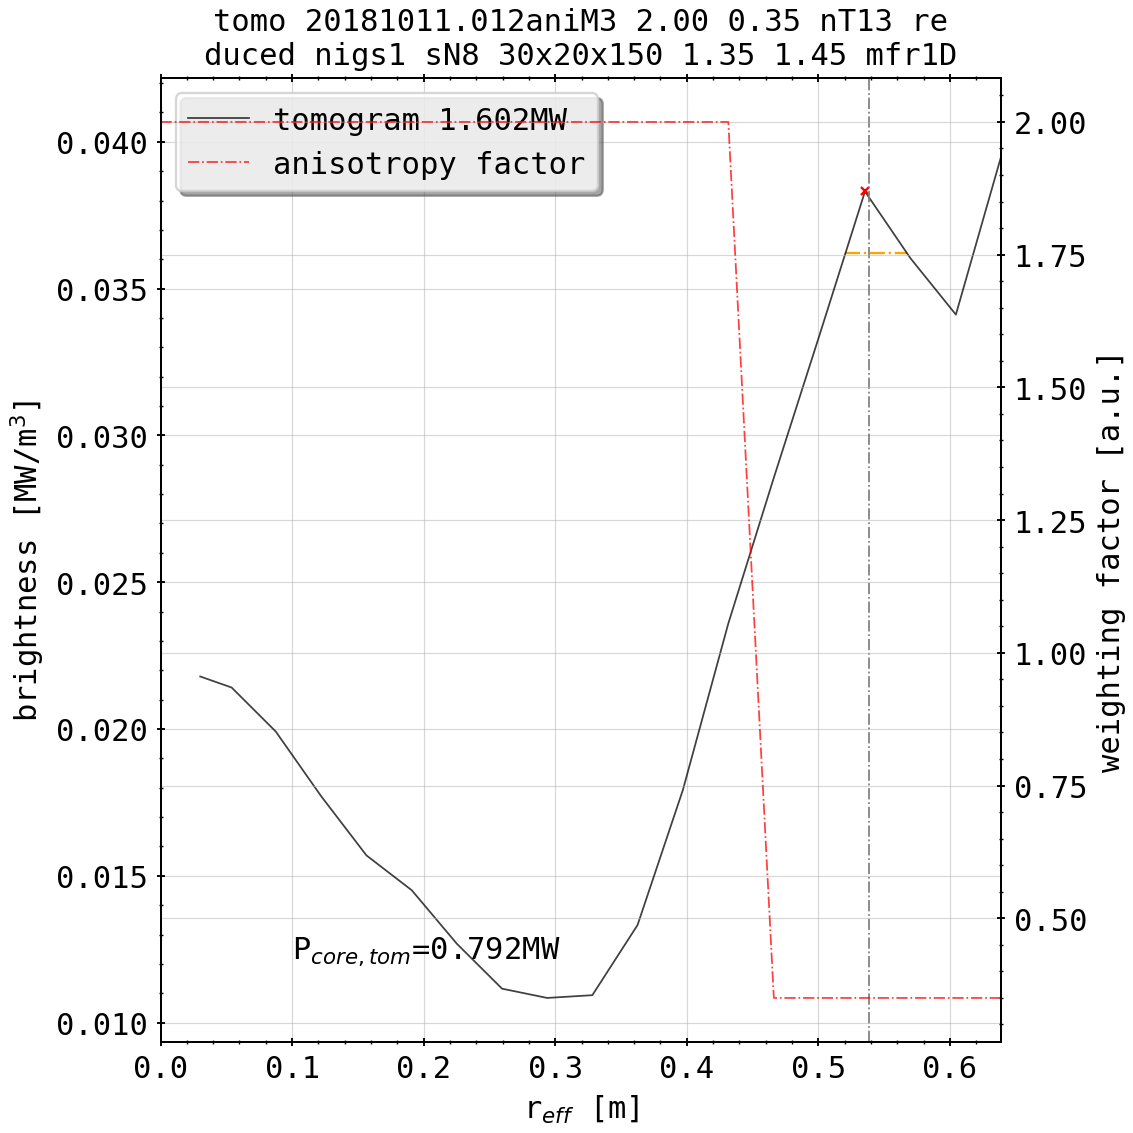 tomo 20181011.012aniM3 2.00 0.35 nT13 re
duced nigs1 sN8 30x20x150 1.35 1.45 mfr1D
tomogram 1.602MW
anisotropy factor
brightness [MW/m³]
0.040
0.035
0.030
0.025
0.020
0.015
0.010
P_core,tom=0.792MW
2.00
1.75
1.50
1.25
1.00
0.75
0.50
weighting factor [a.u.]
0.0 0.1 0.2 0.3 0.4 0.5 0.6
r_eff [m]